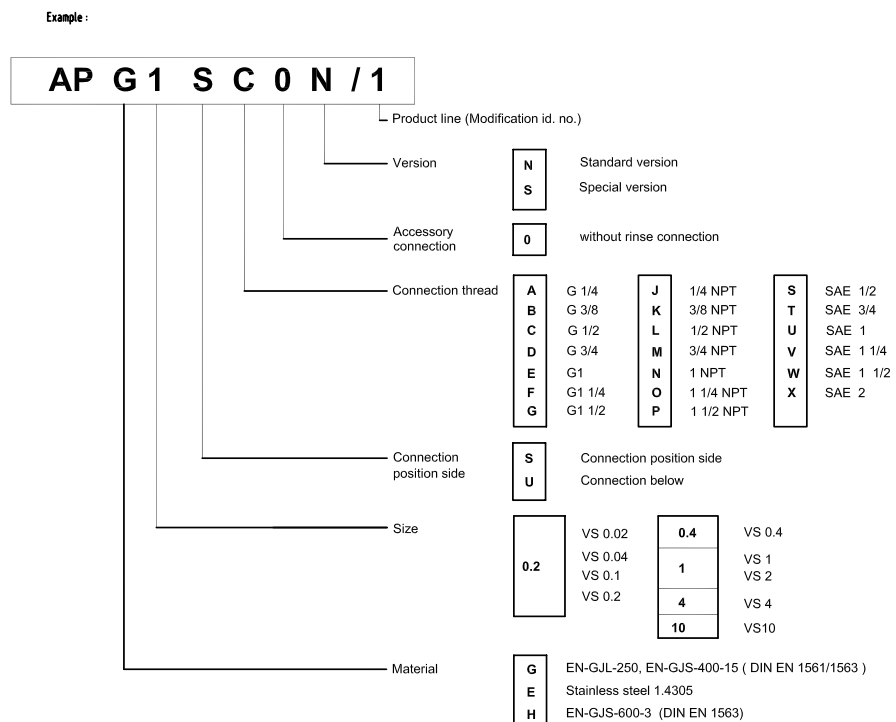 Example :
AP G 1 S C 0 N / 1
Product line (Modification id. no.)
Version N Standard version
S Special version
Accessory connection 0 without rinse connection
Connection thread A G 1/4 J 1/4 NPT S SAE 1/2
B G 3/8 K 3/8 NPT T SAE 3/4
C G 1/2 L 1/2 NPT U SAE 1
D G 3/4 M 3/4 NPT V SAE 1 1/4
E G1 N 1 NPT W SAE 1 1/2
F G1 1/4 O 1 1/4 NPT X SAE 2
G G1 1/2 P 1 1/2 NPT
Connection S Connection position side
position side U Connection below
Size 0.2 VS 0.02 0.4 VS 0.4
VS 0.04 1 VS 1
VS 0.1 VS 2
VS 0.2 4 VS 4
10 VS10
Material G EN-GJL-250, EN-GJS-400-15 ( DIN EN 1561/1563 )
E Stainless steel 1.4305
H EN-GJS-600-3 (DIN EN 1563)